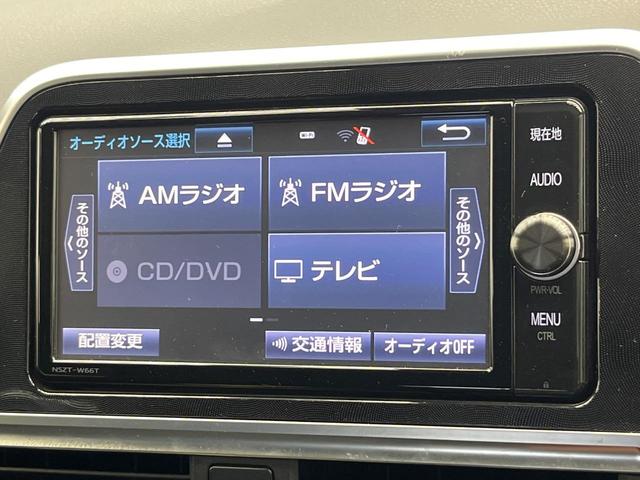 オーディオソース選択
Wi-Fi
現在地
AMラジオ
FMラジオ
AUDIO
その他のソース
その他のソース
CD/DVD
テレビ
PWR·VOL
MENU
CTRL
配置変更
交通情報
オーディオOFF
NSZT-W66T